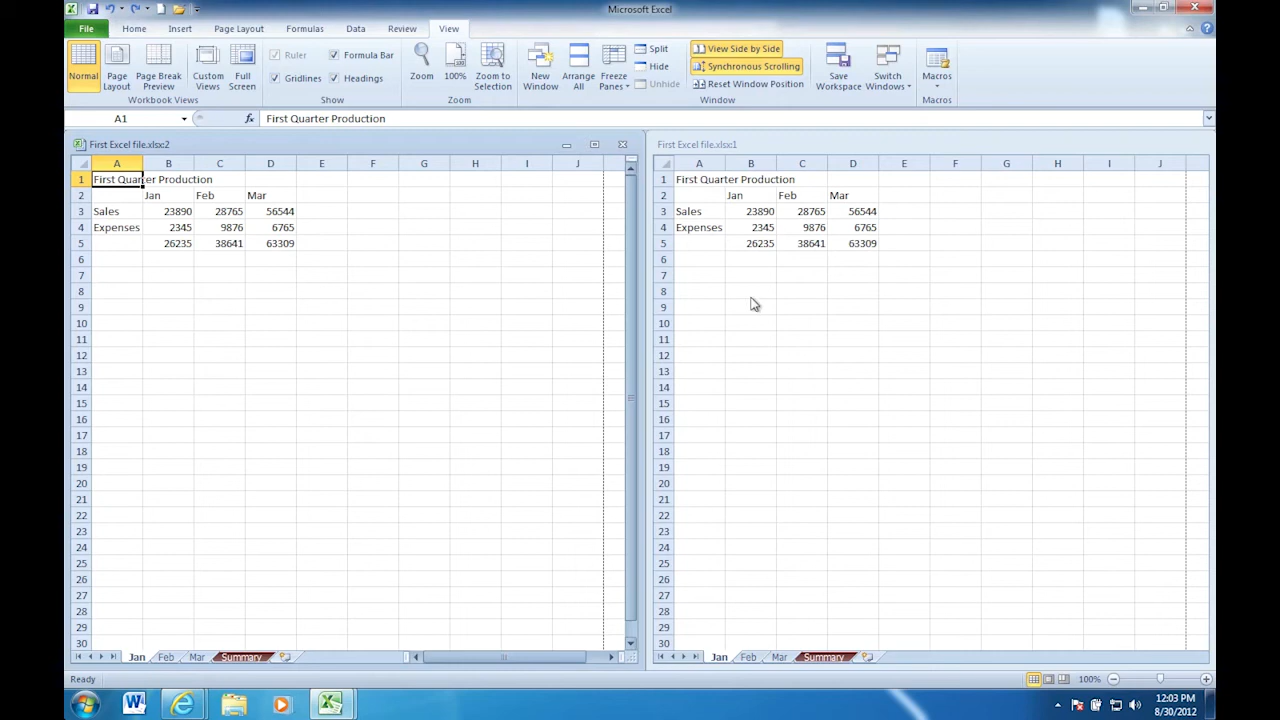 Microsoft Excel
File Home Insert Page Layout Formulas Data Review View
Normal
Page Layout
Page Break Preview
Custom Views
Full Screen
Workbook Views
Ruler
Formula Bar
Gridlines
Headings
Show
Zoom
100%
Zoom to Selection
Zoom
New Window
Arrange All
Freeze Panes
Split
Hide
Unhide
View Side by Side
Synchronous Scrolling
Reset Window Position
Window
Save Workspace
Switch Windows
Macros
Macros
A1 fx First Quarter Production
First Excel file.xlsx:2
A B C D E F G H I J
1 First Quarter Production
2 Jan Feb Mar
3 Sales 23890 28765 56544
4 Expenses 2345 9876 6765
5 26235 38641 63309
6
7
8
9
10
11
12
13
14
15
16
17
18
19
20
21
22
23
24
25
26
27
28
29
30
Jan Feb Mar Summary
First Excel file.xlsx:1
A B C D E F G H I J
1 First Quarter Production
2 Jan Feb Mar
3 Sales 23890 28765 56544
4 Expenses 2345 9876 6765
5 26235 38641 63309
6
7
8
9
10
11
12
13
14
15
16
17
18
19
20
21
22
23
24
25
26
27
28
29
30
Jan Feb Mar Summary
Ready 100%
12:03 PM
8/30/2012